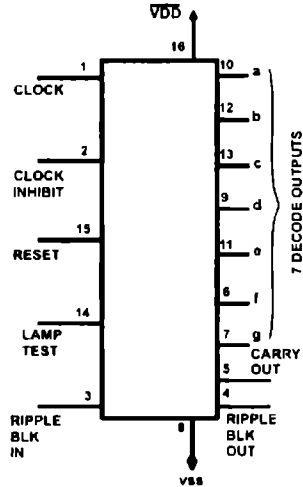 VDD
16
1
CLOCK
2
CLOCK
INHIBIT
15
RESET
14
LAMP
TEST
3
RIPPLE
BLK
IN
10 a
12 b
13 c
9 d
11 e
6 f
7 g
7 DECODE OUTPUTS
CARRY
OUT
5
4
RIPPLE
BLK
OUT
8
vss